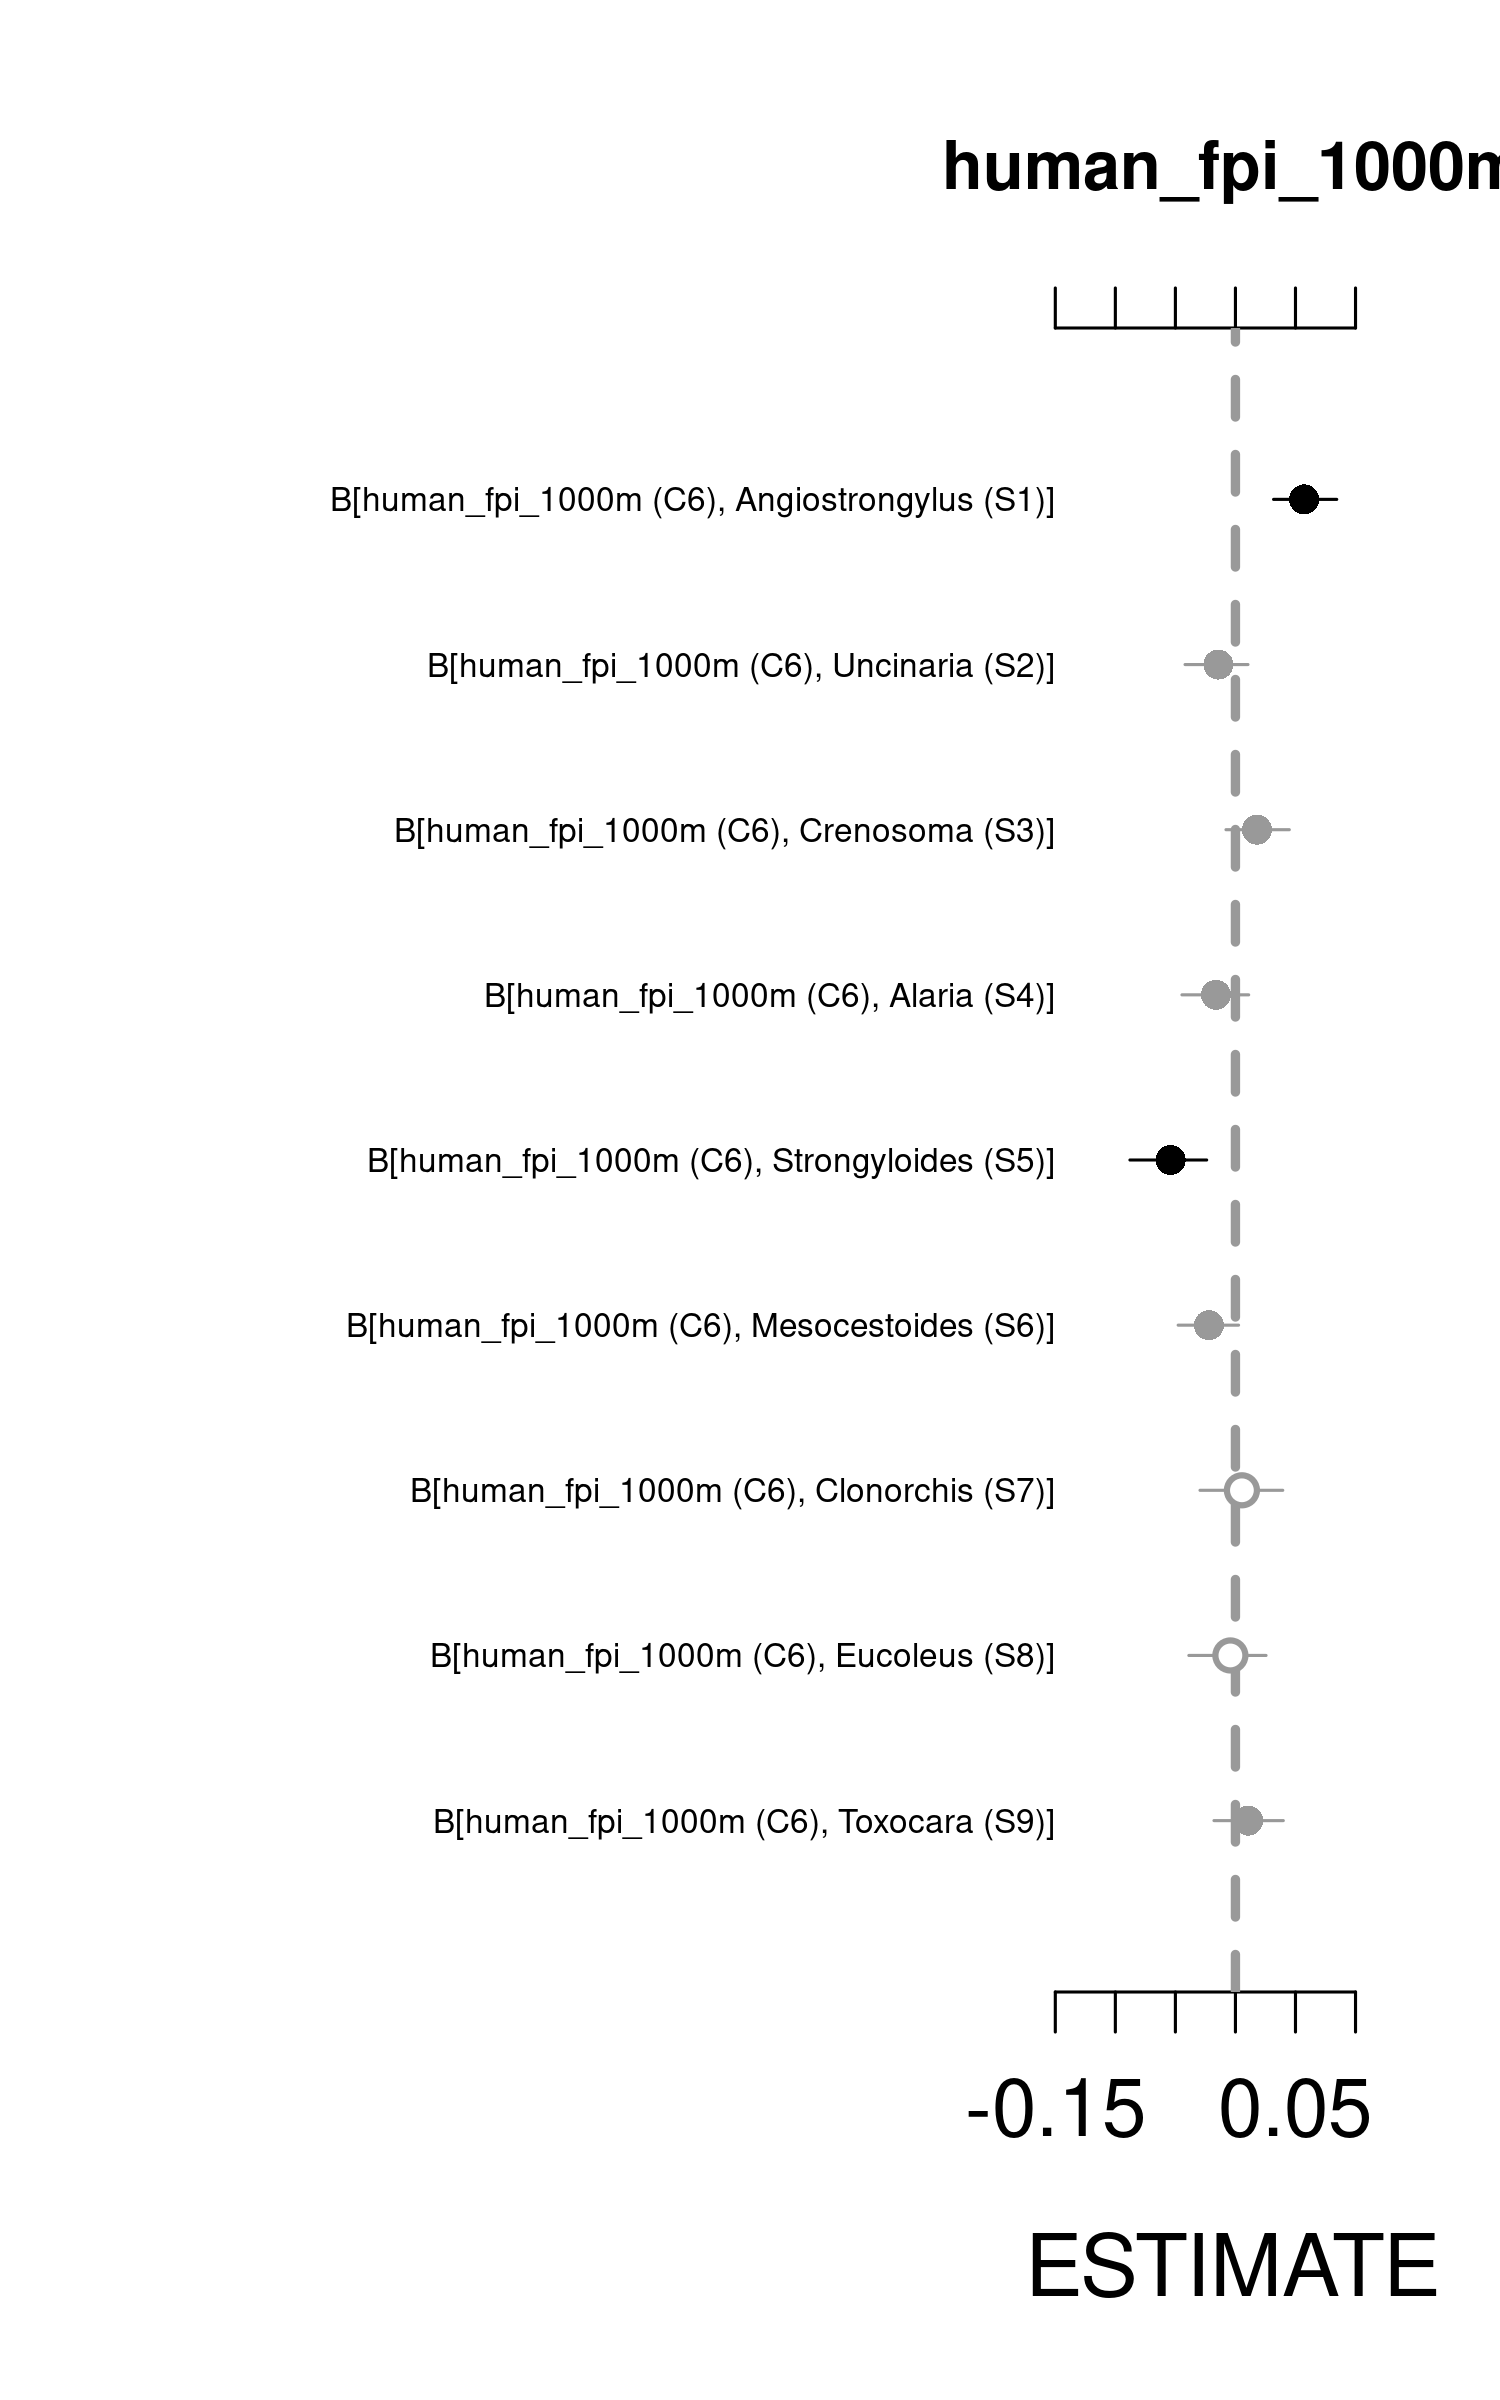 human_fpi_1000m
B[human_fpi_1000m (C6), Angiostrongylus (S1)]
B[human_fpi_1000m (C6), Uncinaria (S2)]
B[human_fpi_1000m (C6), Crenosoma (S3)]
B[human_fpi_1000m (C6), Alaria (S4)]
B[human_fpi_1000m (C6), Strongyloides (S5)]
B[human_fpi_1000m (C6), Mesocestoides (S6)]
B[human_fpi_1000m (C6), Clonorchis (S7)]
B[human_fpi_1000m (C6), Eucoleus (S8)]
B[human_fpi_1000m (C6), Toxocara (S9)]
-0.15 0.05
ESTIMATE